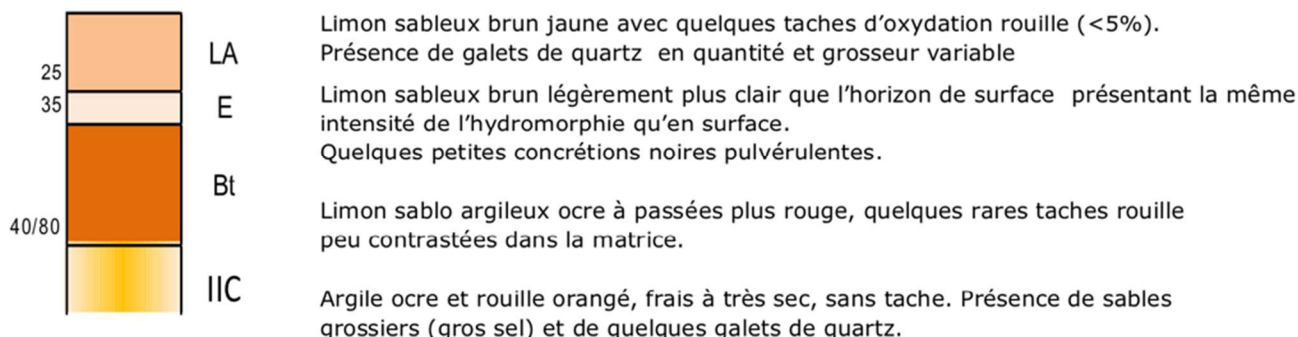 LA
25
Limon sableux brun jaune avec quelques taches d’oxydation rouille (<5%).
Présence de galets de quartz en quantité et grosseur variable
35
E
Limon sableux brun légèrement plus clair que l’horizon de surface présentant la même
intensité de l’hydromorphie qu’en surface.
Quelques petites concrétions noires pulvérulentes.
Bt
40/80
Limon sablo argileux ocre à passées plus rouge, quelques rares taches rouille
peu contrastées dans la matrice.
IIC
Argile ocre et rouille orangé, frais à très sec, sans tache. Présence de sables
grossiers (gros sel) et de quelques galets de quartz.